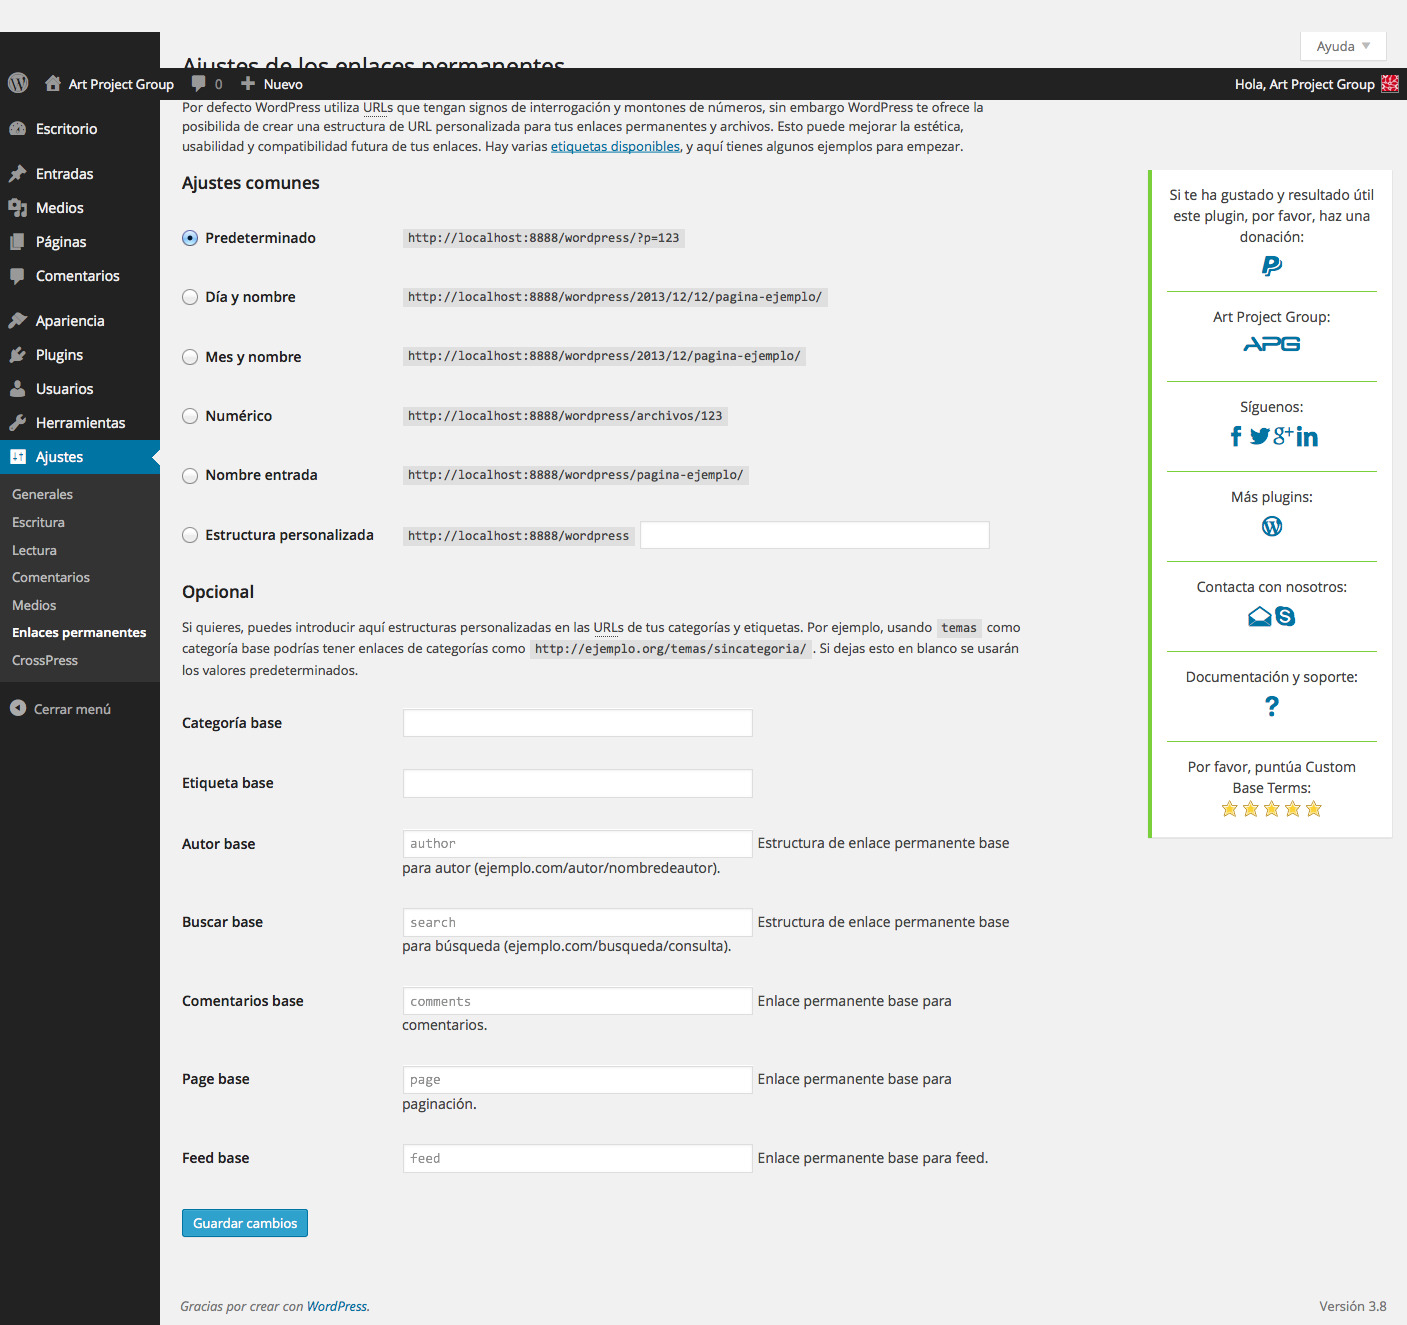 Ayuda
Ajustes de los enlaces permanentes
Art Project Group
0
Nuevo
Hola, Art Project Group
Escritorio
Entradas
Medios
Páginas
Comentarios
Apariencia
Plugins
Usuarios
Herramientas
Ajustes
Generales
Escritura
Lectura
Comentarios
Medios
Enlaces permanentes
CrossPress
Cerrar menú
Por defecto WordPress utiliza URLs que tengan signos de interrogación y montones de números, sin embargo WordPress te ofrece la
posibilida de crear una estructura de URL personalizada para tus enlaces permanentes y archivos. Esto puede mejorar la estética,
usabilidad y compatibilidad futura de tus enlaces. Hay varias etiquetas disponibles, y aquí tienes algunos ejemplos para empezar.
Ajustes comunes
Predeterminado http://localhost:8888/wordpress/?p=123
Día y nombre http://localhost:8888/wordpress/2013/12/12/pagina-ejemplo/
Mes y nombre http://localhost:8888/wordpress/2013/12/pagina-ejemplo/
Numérico http://localhost:8888/wordpress/archivos/123
Nombre entrada http://localhost:8888/wordpress/pagina-ejemplo/
Estructura personalizada http://localhost:8888/wordpress
Opcional
Si quieres, puedes introducir aquí estructuras personalizadas en las URLs de tus categorías y etiquetas. Por ejemplo, usando temas como
categoría base podrías tener enlaces de categorías como http://ejemplo.org/temas/sincategoria/ . Si dejas esto en blanco se usarán
los valores predeterminados.
Categoría base
Etiqueta base
Autor base author Estructura de enlace permanente base
para autor (ejemplo.com/autor/nombredeautor).
Buscar base search Estructura de enlace permanente base
para búsqueda (ejemplo.com/busqueda/consulta).
Comentarios base comments Enlace permanente base para
comentarios.
Page base page Enlace permanente base para
paginación.
Feed base feed Enlace permanente base para feed.
Guardar cambios
Si te ha gustado y resultado útil
este plugin, por favor, haz una
donación:
Art Project Group:
APG
Síguenos:
Más plugins:
Contacta con nosotros:
Documentación y soporte:
?
Por favor, puntúa Custom
Base Terms:
Gracias por crear con WordPress.
Versión 3.8